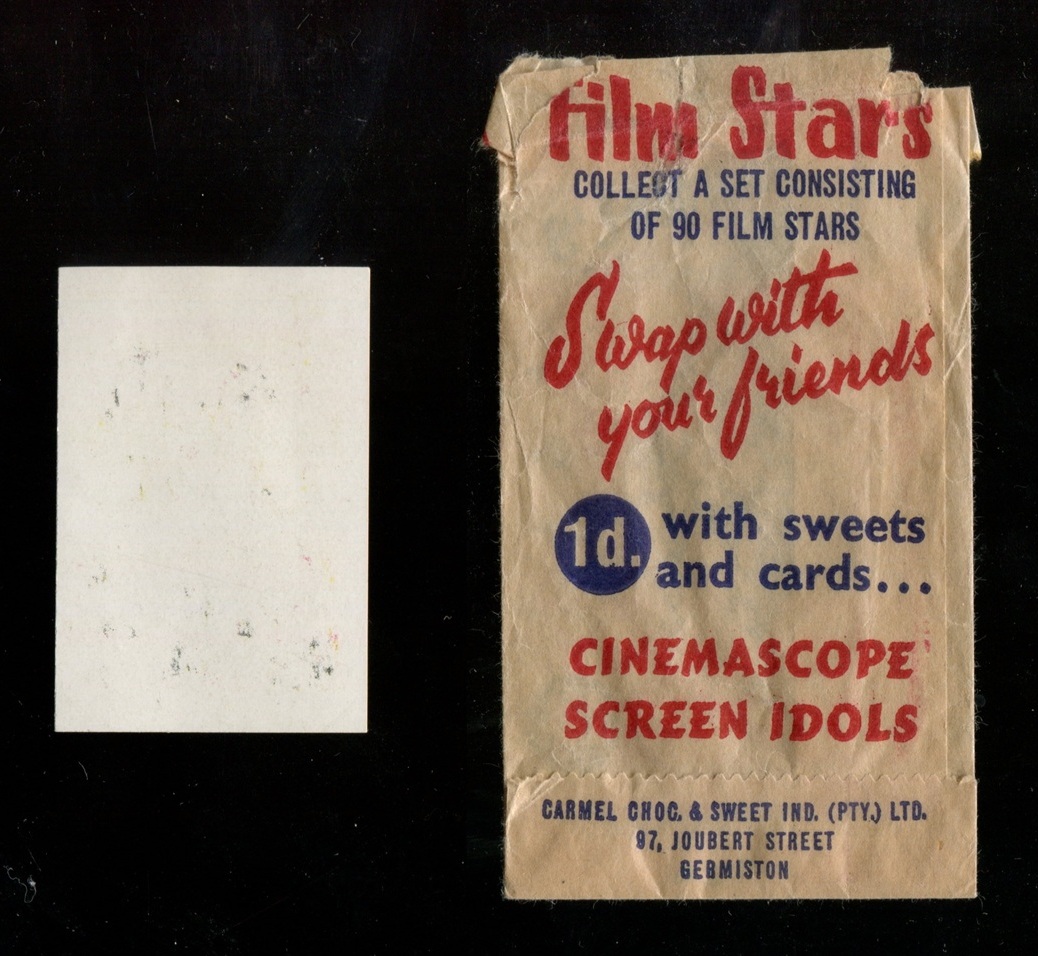 Film Stars
COLLECT A SET CONSISTING
OF 90 FILM STARS
Swap with
your friends
1d. with sweets
and cards...
CINEMASCOPE
SCREEN IDOLS
CARMEL CHOC. & SWEET IND. (PTY.) LTD.
97, JOUBERT STREET
GERMISTON